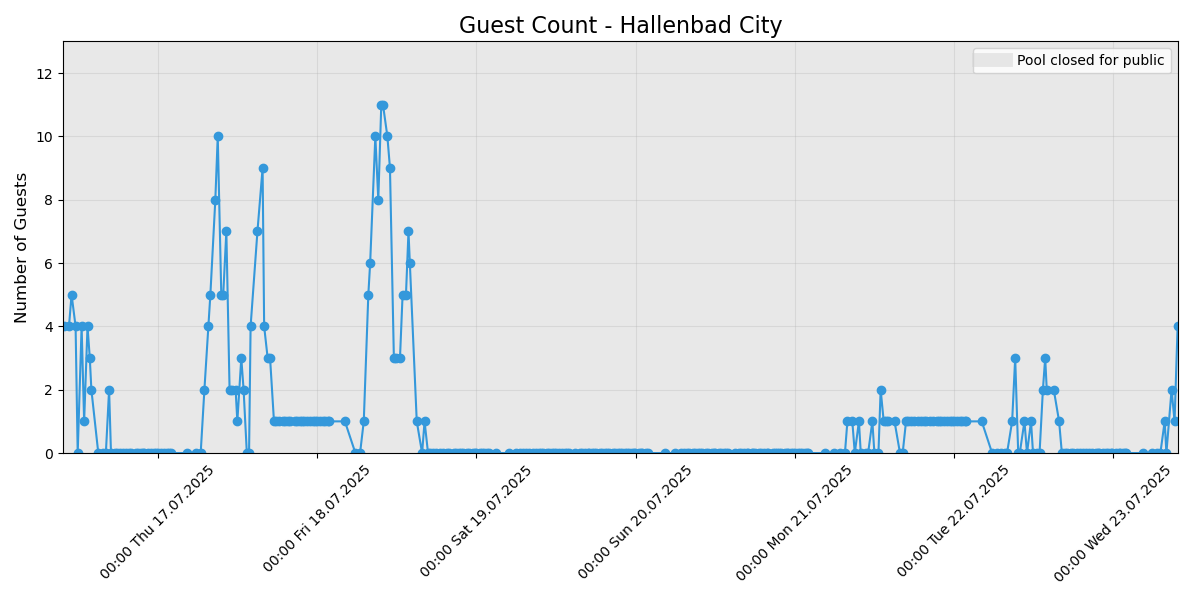 Guest Count - Hallenbad City
Pool closed for public
Number of Guests
12
10
8
6
4
2
0
00:00 Thu 17.07.2025
00:00 Fri 18.07.2025
00:00 Sat 19.07.2025
00:00 Sun 20.07.2025
00:00 Mon 21.07.2025
00:00 Tue 22.07.2025
00:00 Wed 23.07.2025